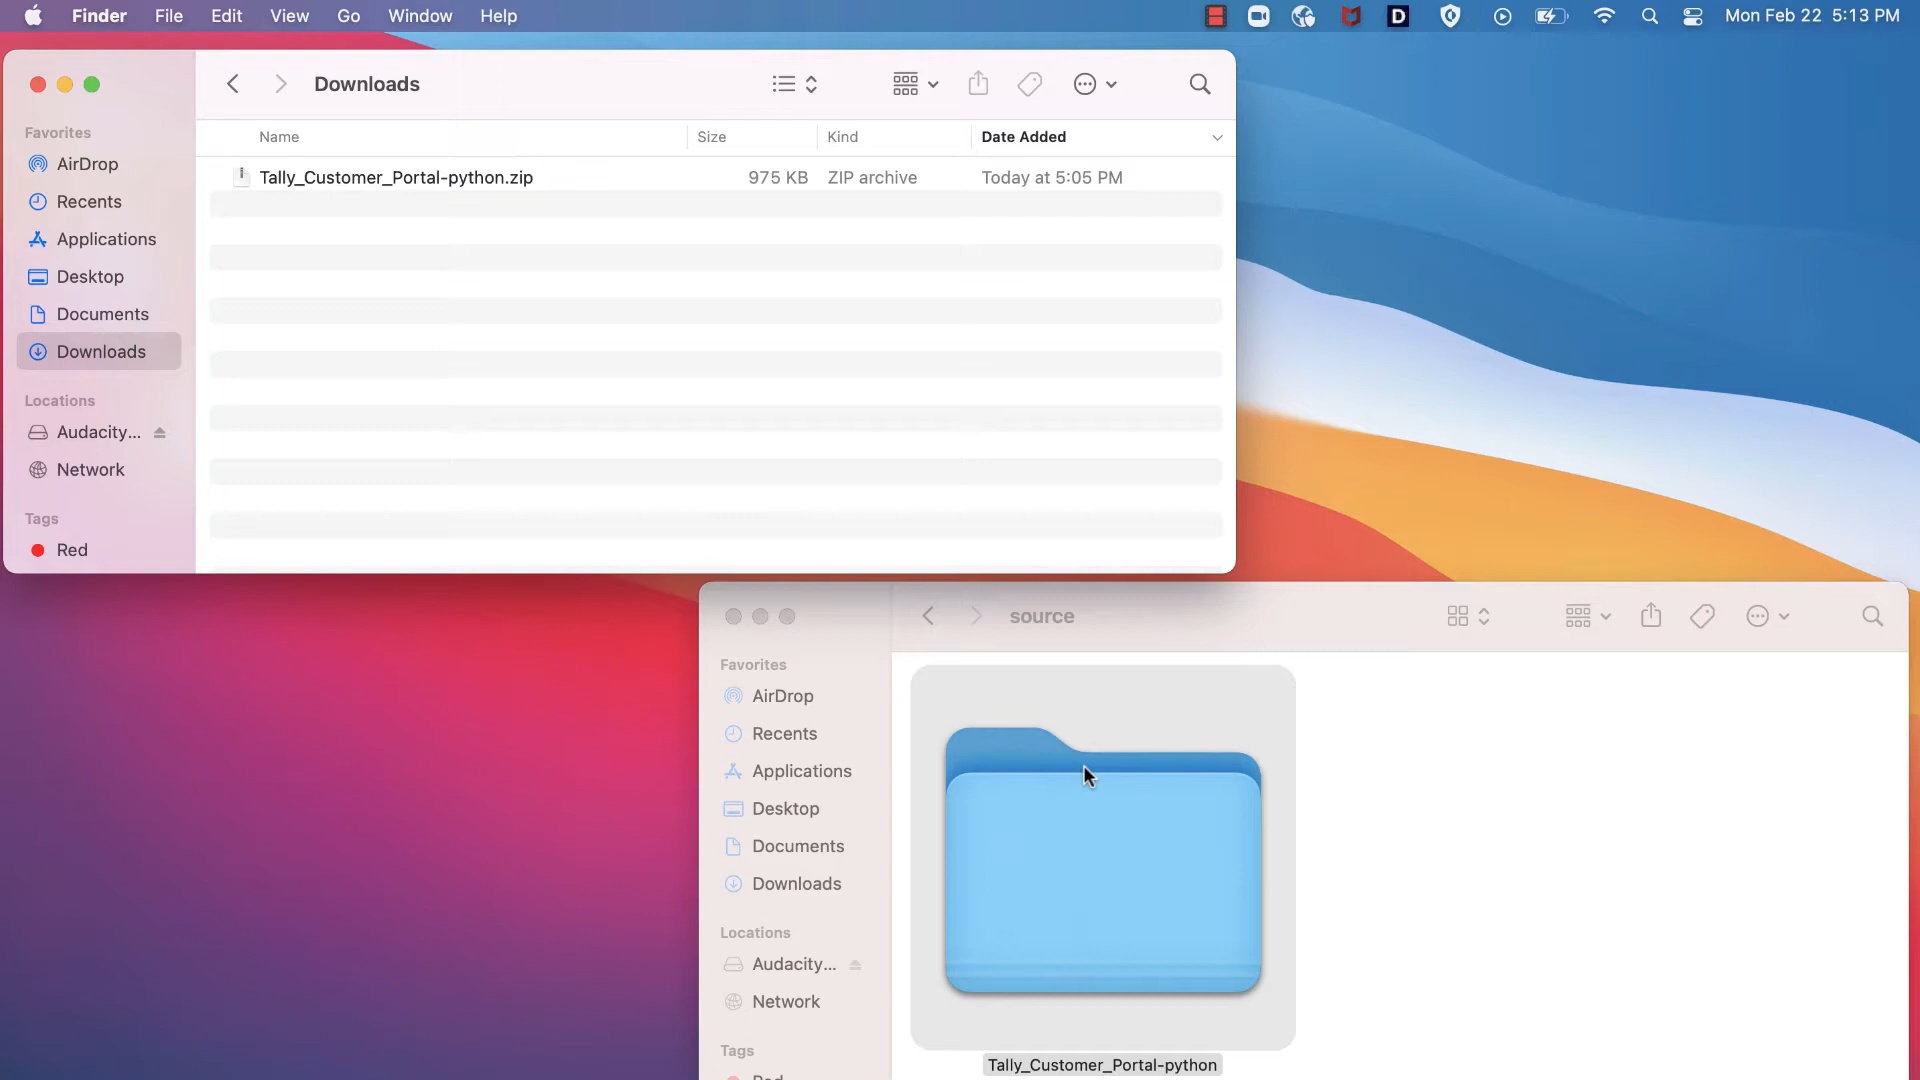 Finder File Edit View Go Window Help D Mon Feb 22 5:13 PM
Downloads
Name Size Kind Date Added
Tally_Customer_Portal-python.zip 975 KB ZIP archive Today at 5:05 PM
Favorites
AirDrop
Recents
Applications
Desktop
Documents
Downloads
Locations
Audacity...
Network
Tags
Red
source
Favorites
AirDrop
Recents
Applications
Desktop
Documents
Downloads
Locations
Audacity...
Network
Tags
Tally_Customer_Portal-python